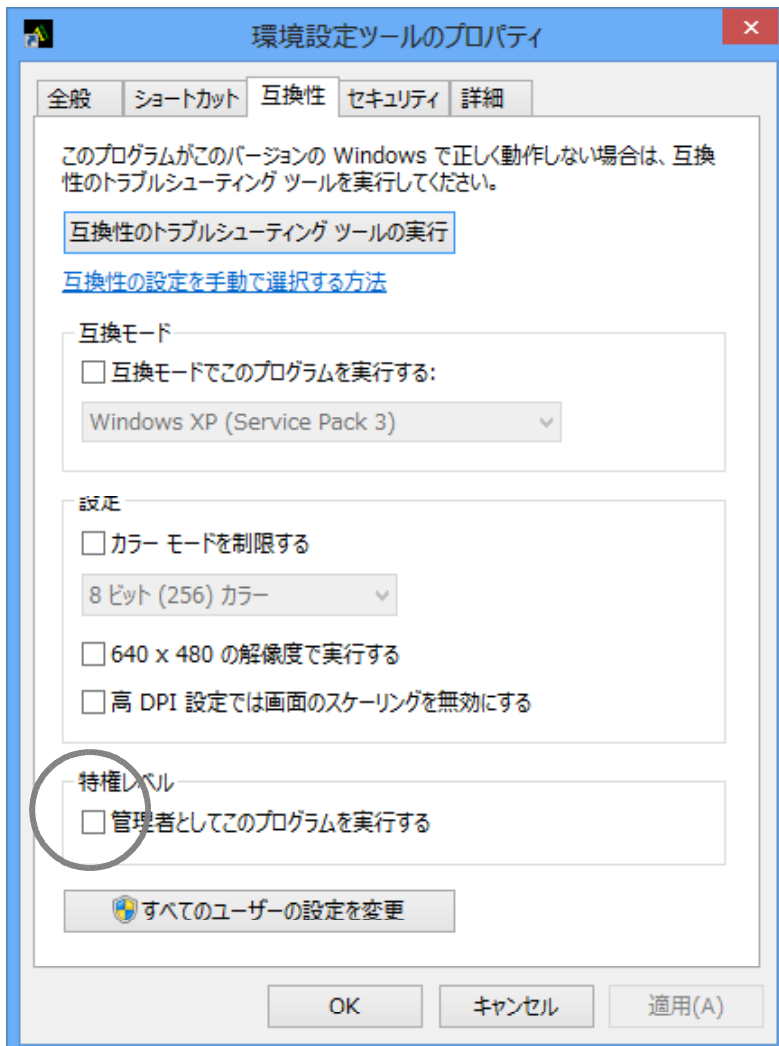 環境設定ツールのプロパティ
全般 ショートカット 互換性 セキュリティ 詳細
このプログラムがこのバージョンの Windows で正しく動作しない場合は、互換
性のトラブルシューティング ツールを実行してください。
互換性のトラブルシューティング ツールの実行
互換性の設定を手動で選択する方法
互換モード
互換モードでこのプログラムを実行する:
Windows XP (Service Pack 3)
設定
カラー モードを制限する
8 ビット (256) カラー
640 x 480 の解像度で実行する
高 DPI 設定では画面のスケーリングを無効にする
特権レベル
管理者としてこのプログラムを実行する
すべてのユーザーの設定を変更
OK キャンセル 適用(A)